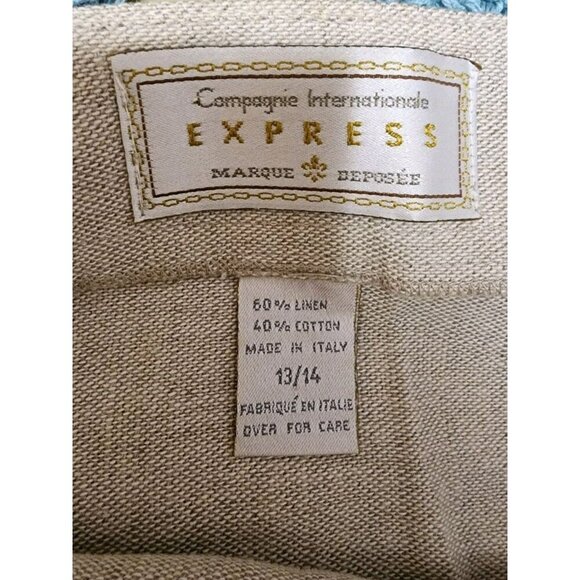 Compagnie Internationale
EXPRESS
MARQUE DEPOSÉE
60% LINEN
40% COTTON
MADE IN ITALY
13/14
FABRIQUÉ EN ITALIE
OVER FOR CARE